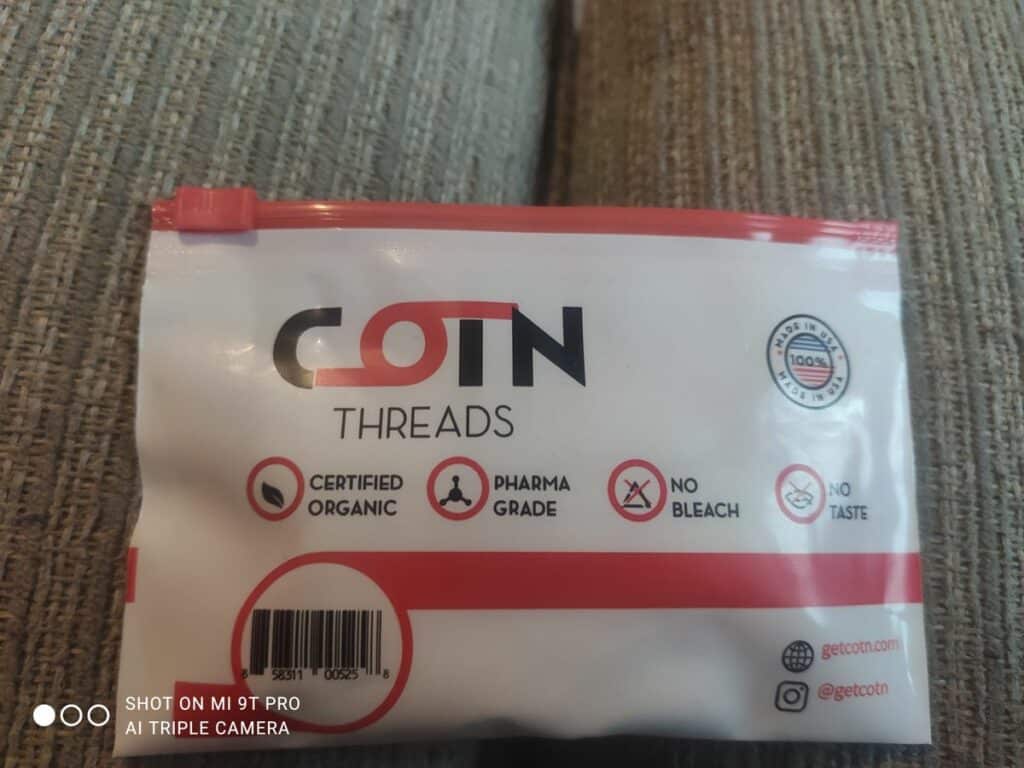 COTN
THREADS
MADE IN USA
100%
MADE IN USA
CERTIFIED
ORGANIC
PHARMA
GRADE
NO
BLEACH
NO
TASTE
8 58311 00525 8
getcotn.com
@getcotn
SHOT ON MI 9T PRO
AI TRIPLE CAMERA